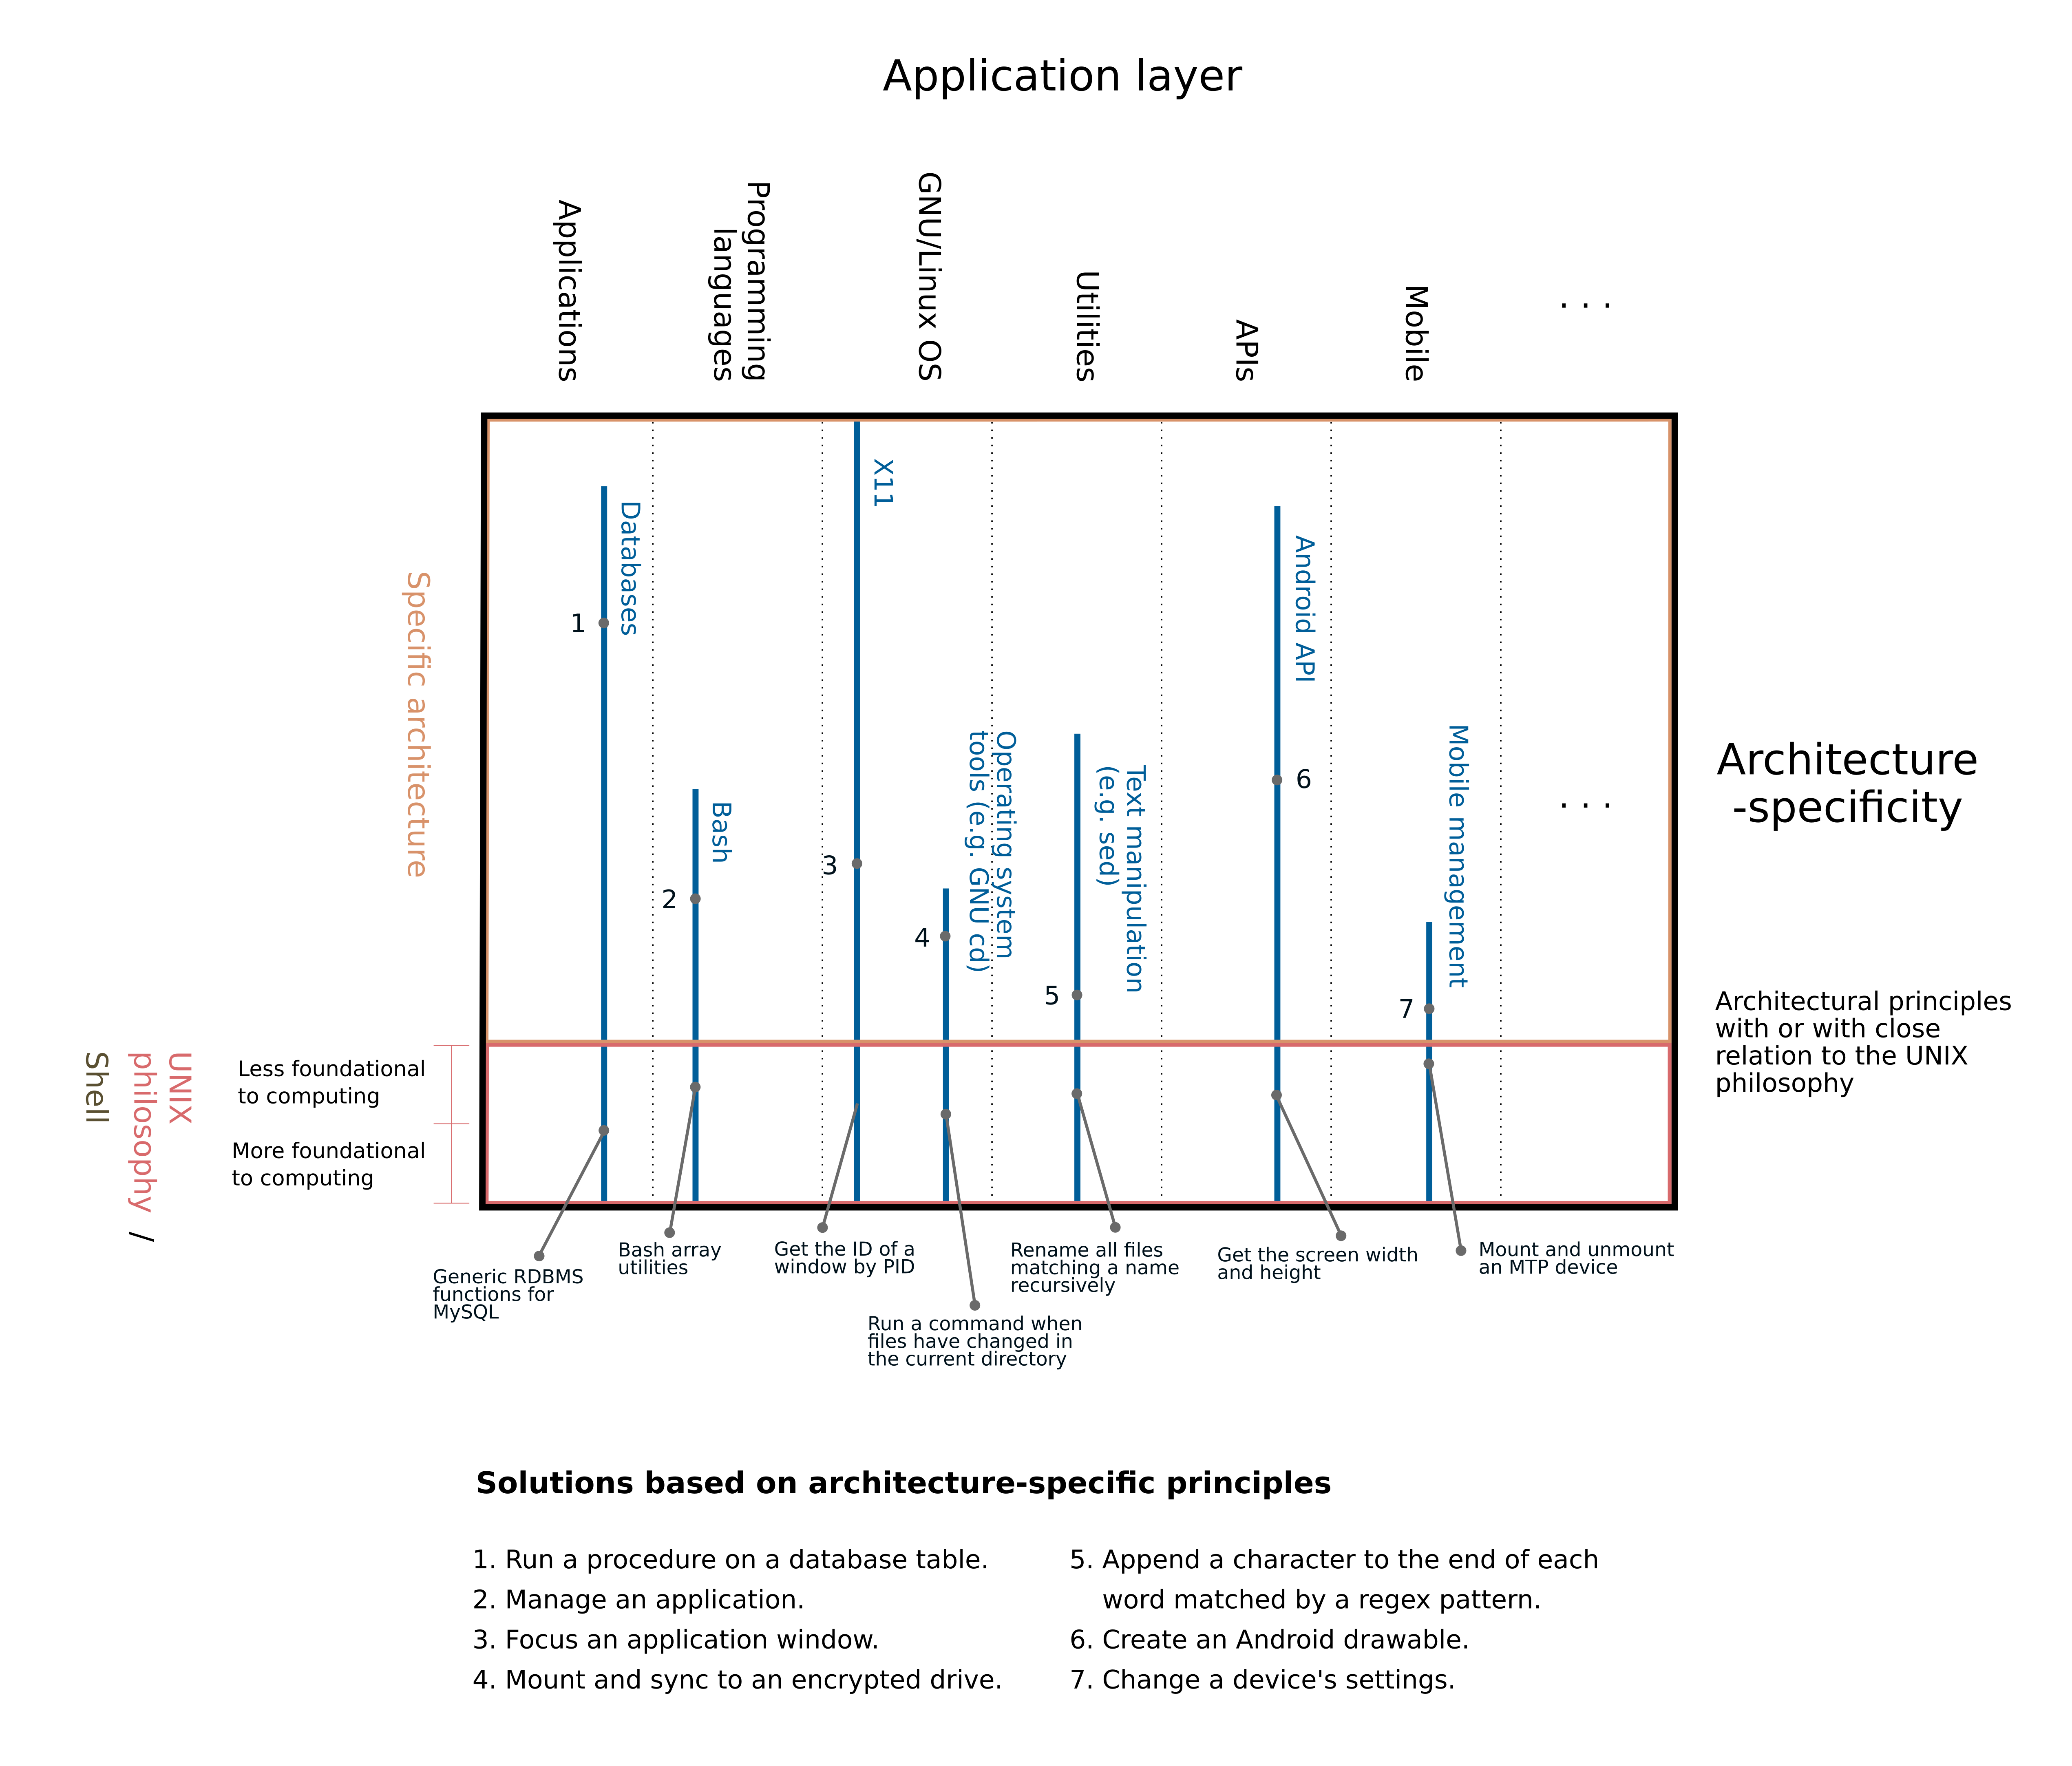 Application layer
Applications
Programming
languages
GNU/Linux OS
Utilities
APIs
Mobile
. . .
Specific architecture
Databases
1
Bash
2
X11
3
Operating system
tools (e.g. GNU cd)
4
Text manipulation
(e.g. sed)
5
Android API
6
Mobile management
7
. . .
Architecture
-specificity
Architectural principles
with or with close
relation to the UNIX
philosophy
UNIX
philosophy /
Shell
Less foundational
to computing
More foundational
to computing
Generic RDBMS
functions for
MySQL
Bash array
utilities
Get the ID of a
window by PID
Run a command when
files have changed in
the current directory
Rename all files
matching a name
recursively
Get the screen width
and height
Mount and unmount
an MTP device
Solutions based on architecture-specific principles
1. Run a procedure on a database table.
2. Manage an application.
3. Focus an application window.
4. Mount and sync to an encrypted drive.
5. Append a character to the end of each
word matched by a regex pattern.
6. Create an Android drawable.
7. Change a device's settings.